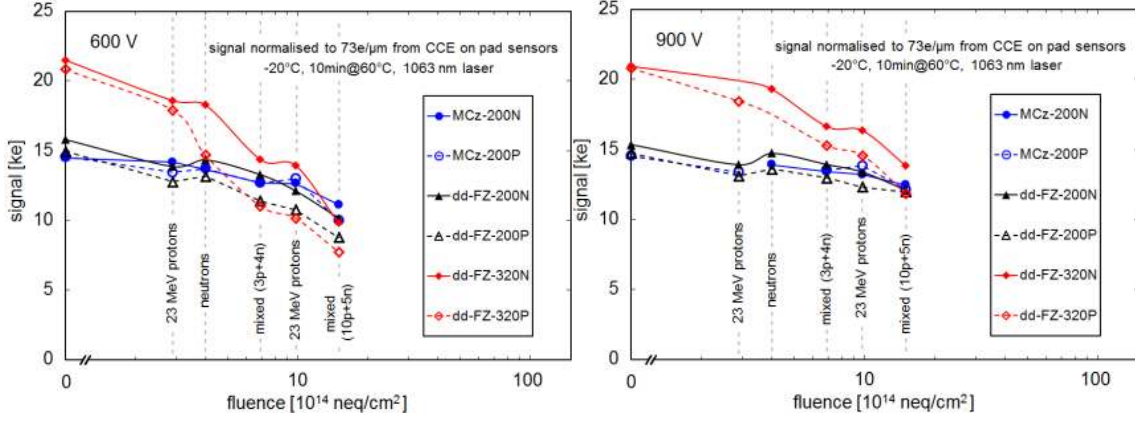 600 V
signal normalised to 73e/µm from CCE on pad sensors
-20°C, 10min@60°C, 1063 nm laser
25
20
15
10
5
0
signal [ke]
MCz-200N
MCz-200P
dd-FZ-200N
dd-FZ-200P
dd-FZ-320N
dd-FZ-320P
23 MeV protons
neutrons
mixed (3p+4n)
23 MeV protons
mixed
(10p+5n)
0
10
100
fluence [10¹⁴ neq/cm²]
900 V
signal normalised to 73e/µm from CCE on pad sensors
-20°C, 10min@60°C, 1063 nm laser
25
20
15
10
5
0
signal [ke]
MCz-200N
MCz-200P
dd-FZ-200N
dd-FZ-200P
dd-FZ-320N
dd-FZ-320P
23 MeV protons
neutrons
mixed (3p+4n)
23 MeV protons
mixed (10p+5n)
0
10
100
fluence [10¹⁴ neq/cm²]